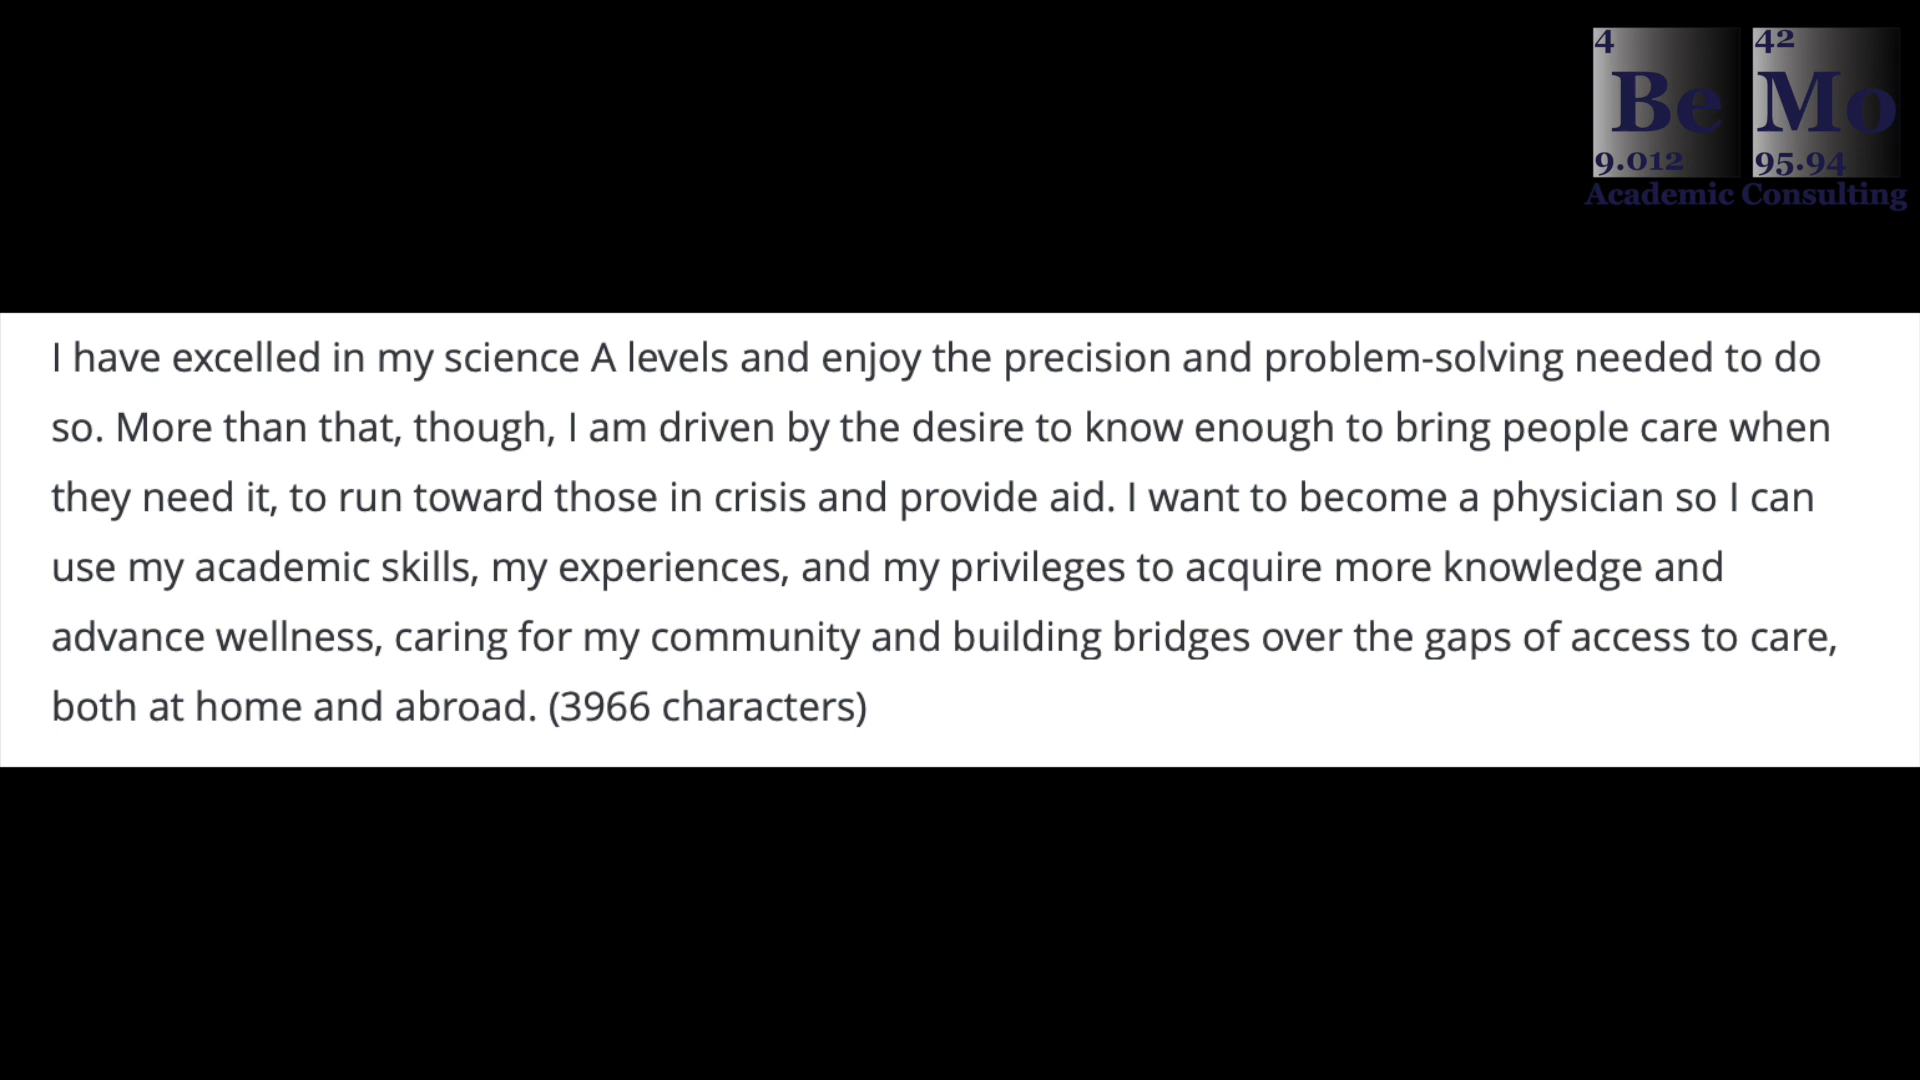 4 42
Be Mo
9.012 95.94
Academic Consulting
I have excelled in my science A levels and enjoy the precision and problem-solving needed to do
so. More than that, though, I am driven by the desire to know enough to bring people care when
they need it, to run toward those in crisis and provide aid. I want to become a physician so I can
use my academic skills, my experiences, and my privileges to acquire more knowledge and
advance wellness, caring for my community and building bridges over the gaps of access to care,
both at home and abroad. (3966 characters)